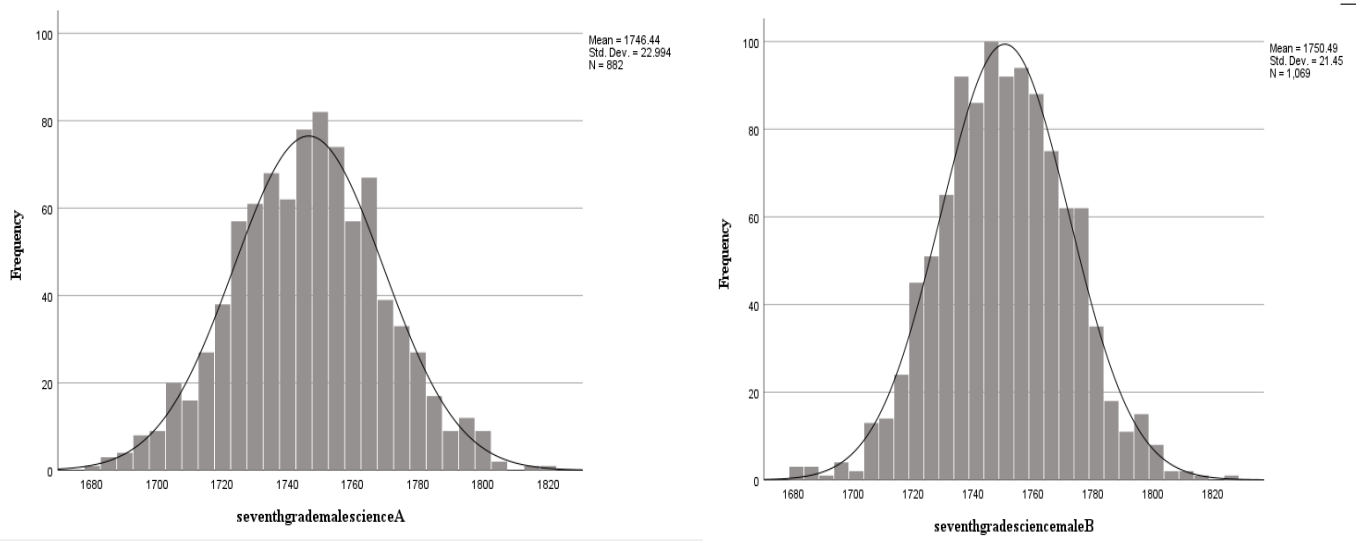 Mean = 1746.44
Std. Dev. = 22.994
N = 882
100
80
60
40
20
0
Frequency
1680 1700 1720 1740 1760 1780 1800 1820
seventhgrademalescienceA
Mean = 1750.49
Std. Dev. = 21.45
N = 1,069
100
80
60
40
20
0
Frequency
1680 1700 1720 1740 1760 1780 1800 1820
seventhgradesciencemaleB